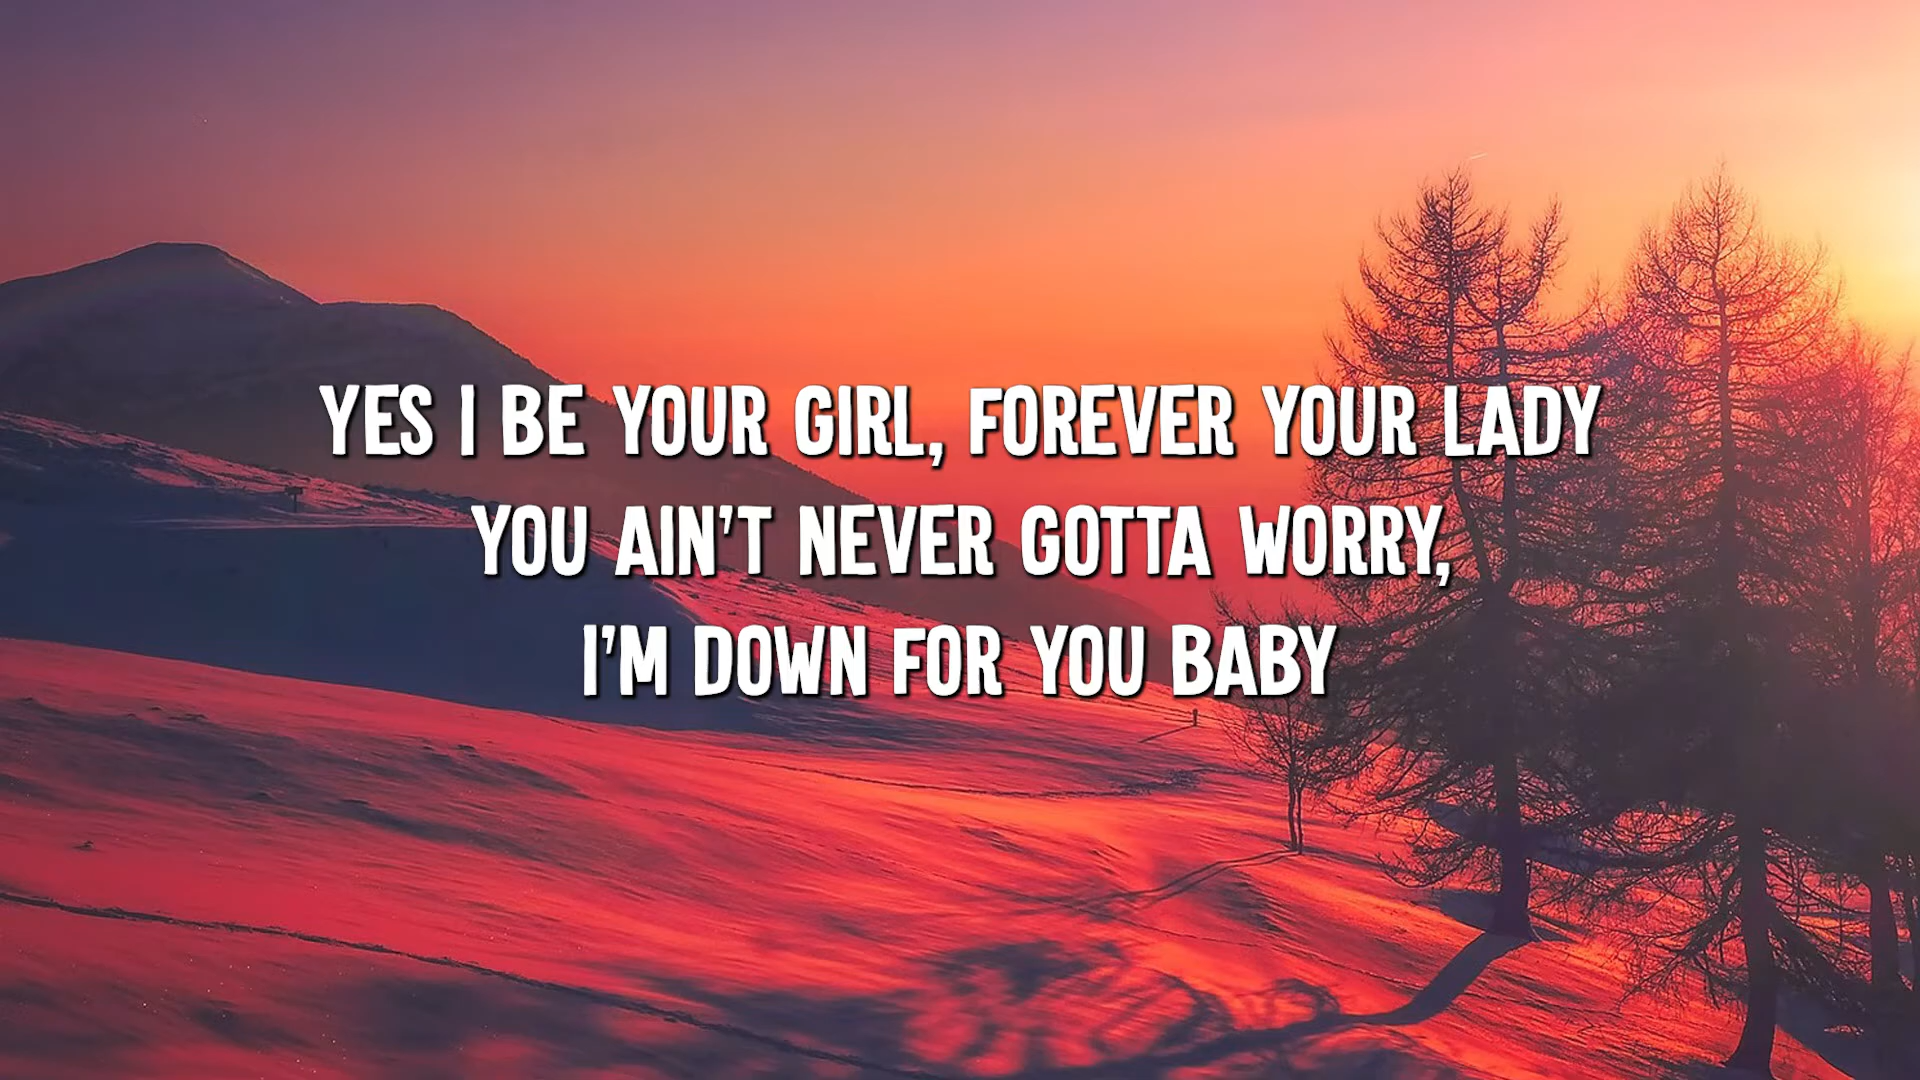 YES I BE YOUR GIRL, FOREVER YOUR LADY
YOU AIN'T NEVER GOTTA WORRY,
I'M DOWN FOR YOU BABY